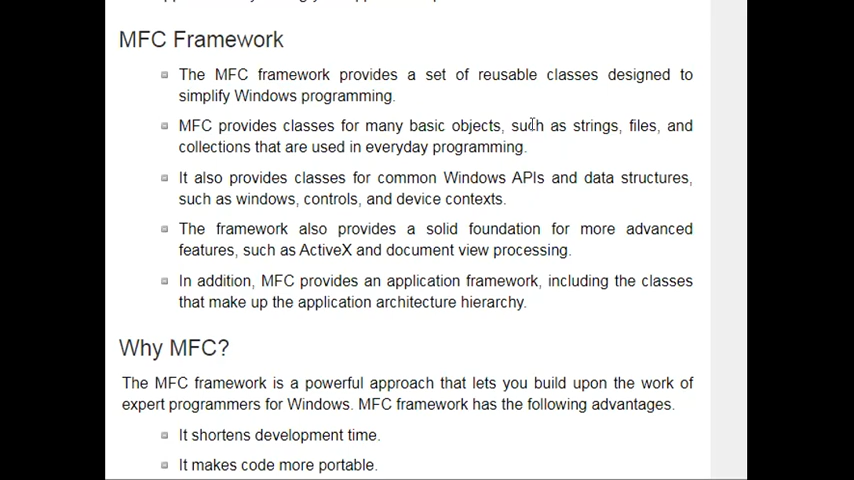 MFC Framework
The MFC framework provides a set of reusable classes designed to
simplify Windows programming.
MFC provides classes for many basic objects, such as strings, files, and
collections that are used in everyday programming.
It also provides classes for common Windows APIs and data structures,
such as windows, controls, and device contexts.
The framework also provides a solid foundation for more advanced
features, such as ActiveX and document view processing.
In addition, MFC provides an application framework, including the classes
that make up the application architecture hierarchy.
Why MFC?
The MFC framework is a powerful approach that lets you build upon the work of
expert programmers for Windows. MFC framework has the following advantages.
It shortens development time.
It makes code more portable.